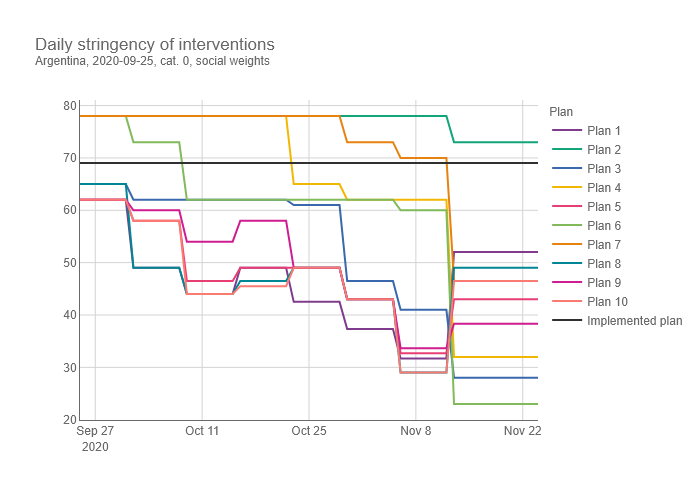 Daily stringency of interventions
Argentina, 2020-09-25, cat. 0, social weights
Plan
80
70
60
50
40
30
20
Sep 27
2020
Oct 11
Oct 25
Nov 8
Nov 22
Plan 1
Plan 2
Plan 3
Plan 4
Plan 5
Plan 6
Plan 7
Plan 8
Plan 9
Plan 10
Implemented plan